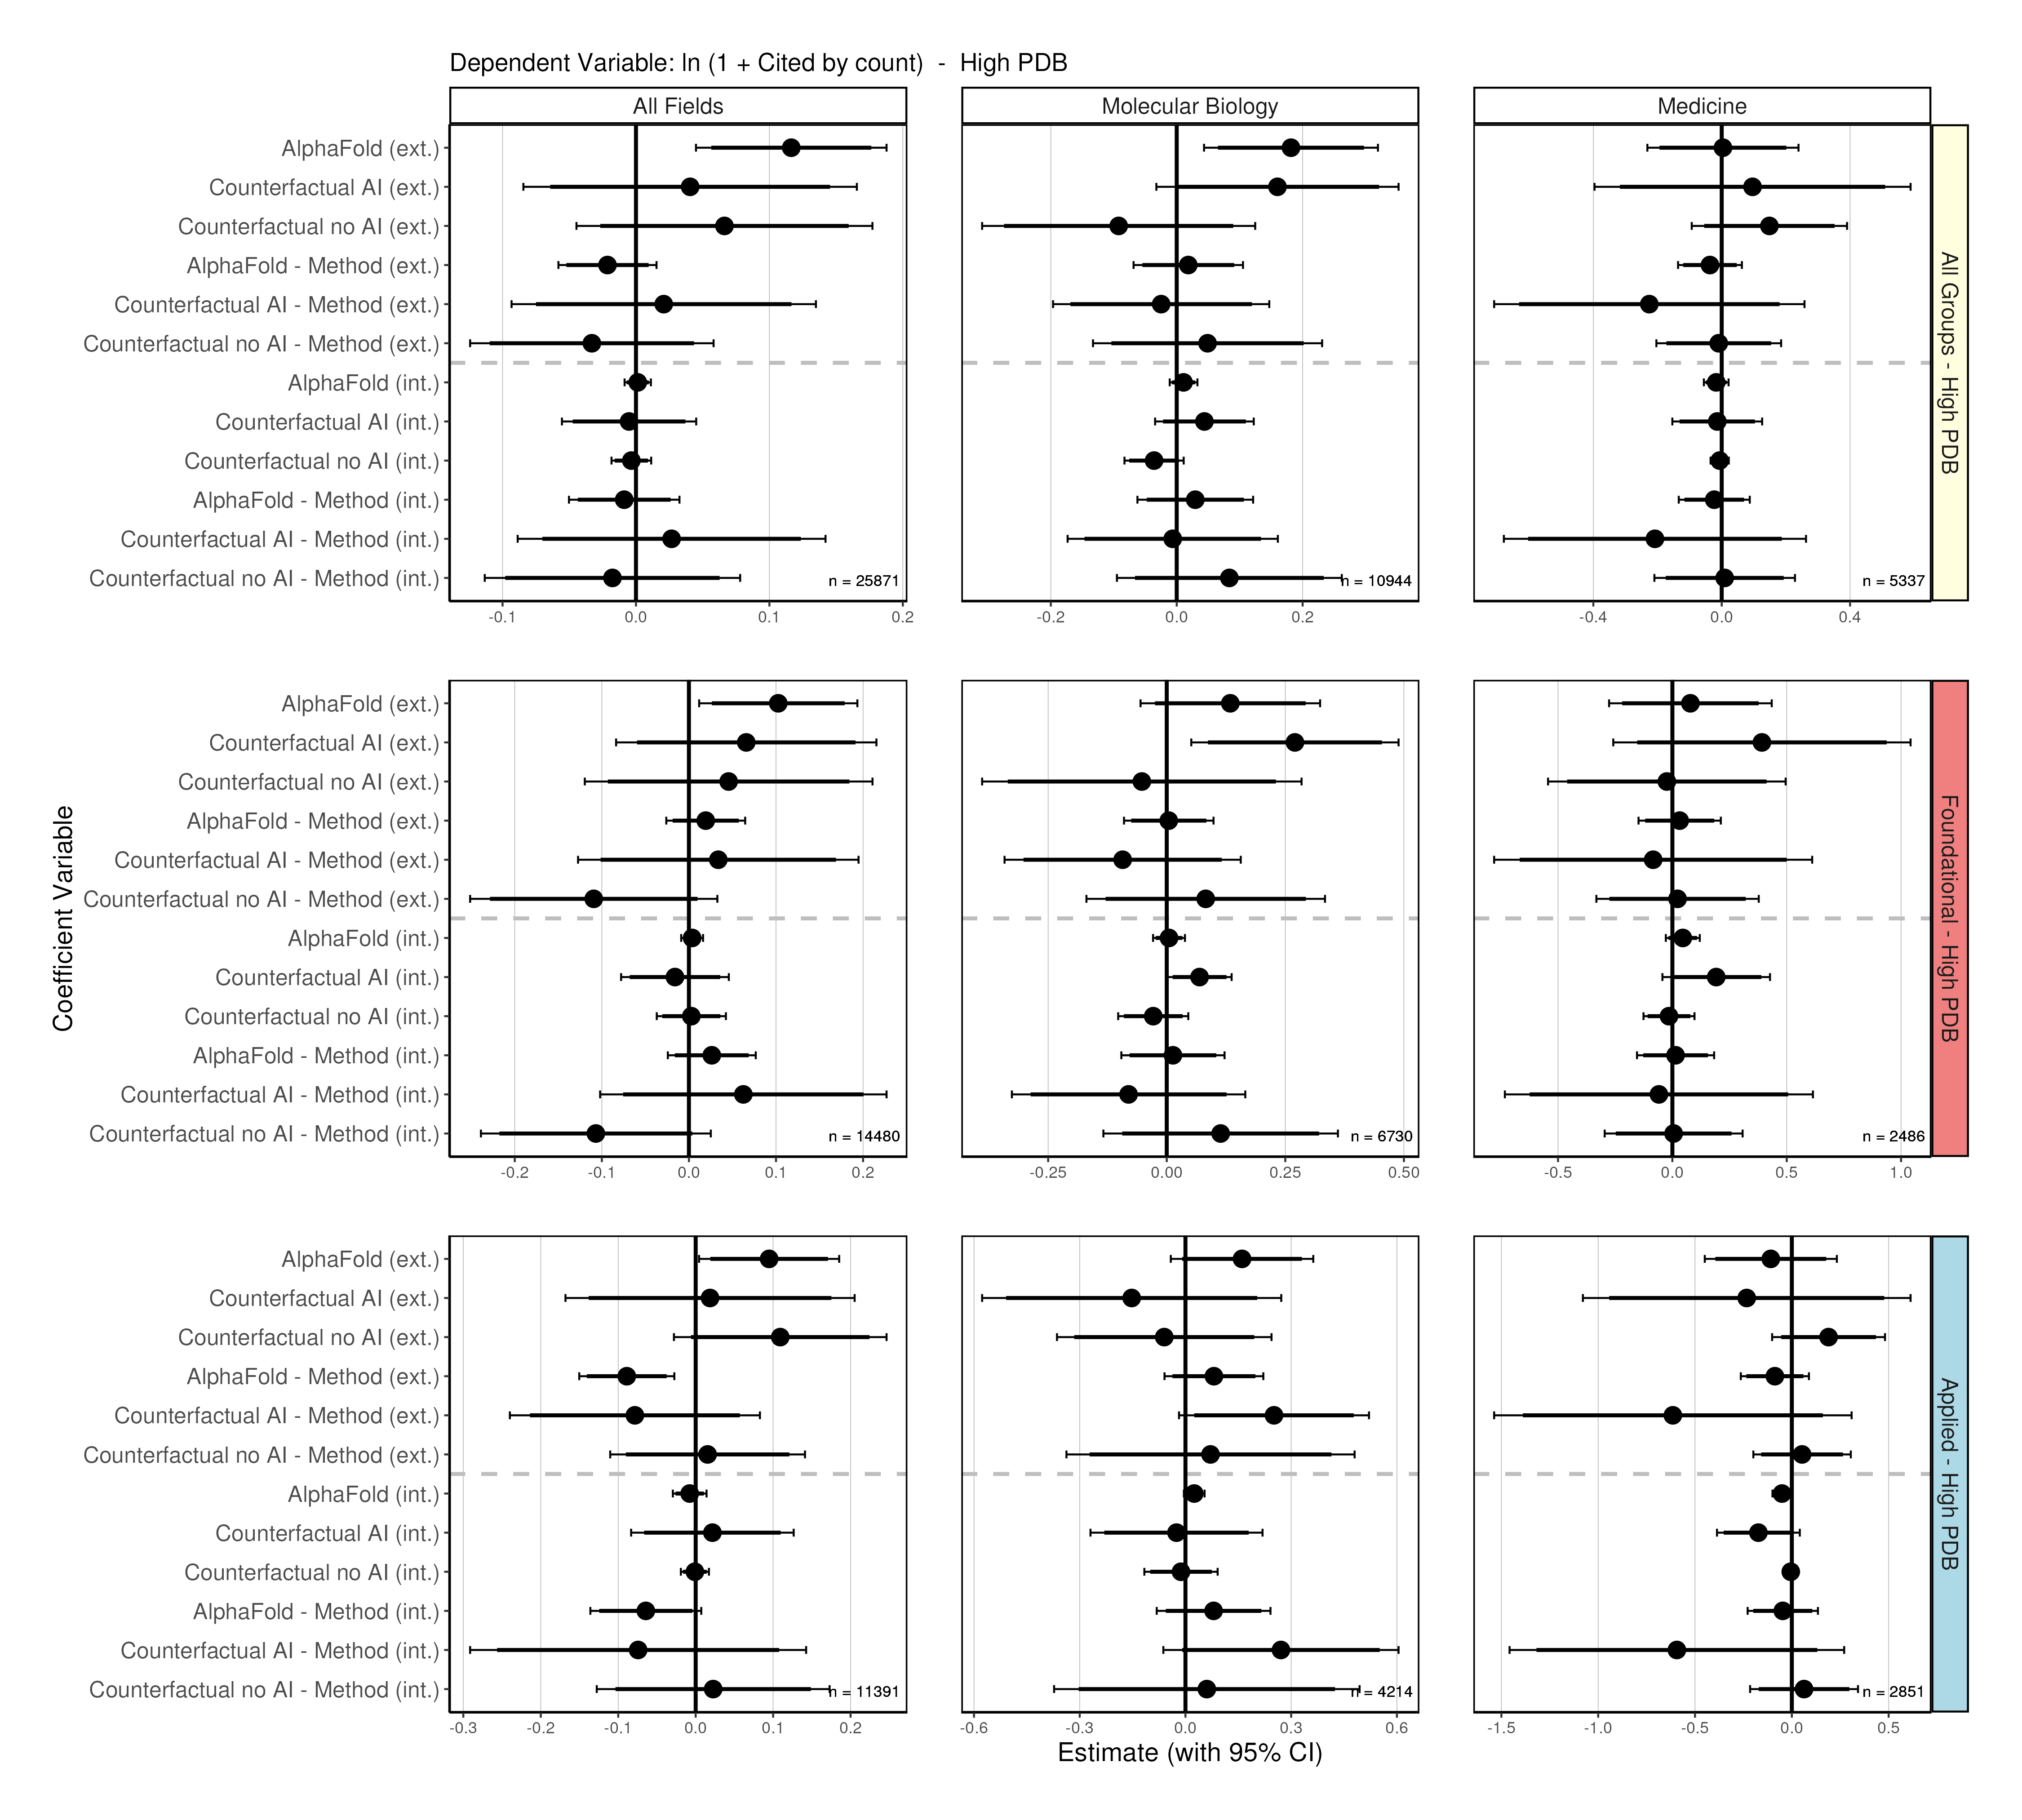 Dependent Variable: ln (1 + Cited by count)  -  High PDB
All Fields
Molecular Biology
Medicine
AlphaFold (ext.)
Counterfactual AI (ext.)
Counterfactual no AI (ext.)
AlphaFold - Method (ext.)
Counterfactual AI - Method (ext.)
Counterfactual no AI - Method (ext.)
AlphaFold (int.)
Counterfactual AI (int.)
Counterfactual no AI (int.)
AlphaFold - Method (int.)
Counterfactual AI - Method (int.)
Counterfactual no AI - Method (int.)
n = 25871
n = 10944
n = 5337
All Groups - High PDB
-0.1 0.0 0.1 0.2
-0.2 0.0 0.2
-0.4 0.0 0.4
Coefficient Variable
AlphaFold (ext.)
Counterfactual AI (ext.)
Counterfactual no AI (ext.)
AlphaFold - Method (ext.)
Counterfactual AI - Method (ext.)
Counterfactual no AI - Method (ext.)
AlphaFold (int.)
Counterfactual AI (int.)
Counterfactual no AI (int.)
AlphaFold - Method (int.)
Counterfactual AI - Method (int.)
Counterfactual no AI - Method (int.)
n = 14480
n = 6730
n = 2486
Foundational - High PDB
-0.2 -0.1 0.0 0.1 0.2
-0.25 0.00 0.25 0.50
-0.5 0.0 0.5 1.0
AlphaFold (ext.)
Counterfactual AI (ext.)
Counterfactual no AI (ext.)
AlphaFold - Method (ext.)
Counterfactual AI - Method (ext.)
Counterfactual no AI - Method (ext.)
AlphaFold (int.)
Counterfactual AI (int.)
Counterfactual no AI (int.)
AlphaFold - Method (int.)
Counterfactual AI - Method (int.)
Counterfactual no AI - Method (int.)
n = 11391
n = 4214
n = 2851
Applied - High PDB
-0.3 -0.2 -0.1 0.0 0.1 0.2
-0.6 -0.3 0.0 0.3 0.6
-1.5 -1.0 -0.5 0.0 0.5
Estimate (with 95% CI)